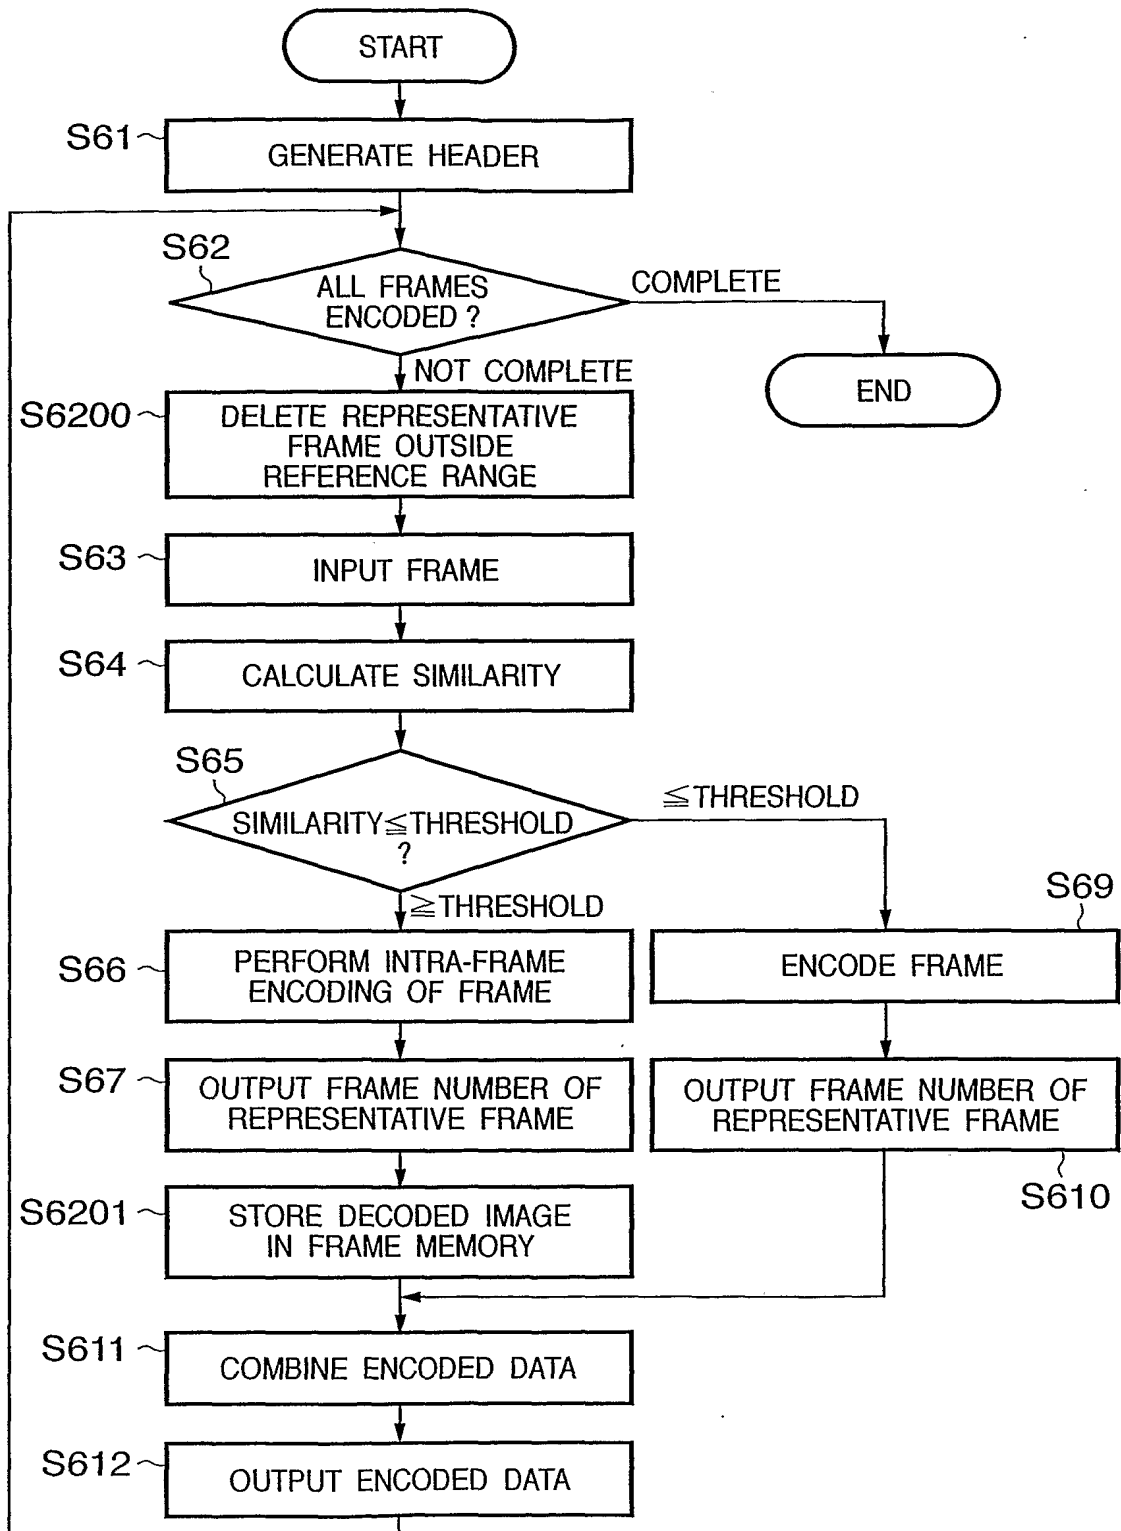 START
S61
GENERATE HEADER
S62
ALL FRAMES
ENCODED ?
COMPLETE
END
NOT COMPLETE
S6200
DELETE REPRESENTATIVE
FRAME OUTSIDE
REFERENCE RANGE
S63
INPUT FRAME
S64
CALCULATE SIMILARITY
S65
SIMILARITY≦THRESHOLD
?
≦THRESHOLD
≧THRESHOLD
S66
PERFORM INTRA-FRAME
ENCODING OF FRAME
S69
ENCODE FRAME
S67
OUTPUT FRAME NUMBER OF
REPRESENTATIVE FRAME
OUTPUT FRAME NUMBER OF
REPRESENTATIVE FRAME
S610
S6201
STORE DECODED IMAGE
IN FRAME MEMORY
S611
COMBINE ENCODED DATA
S612
OUTPUT ENCODED DATA